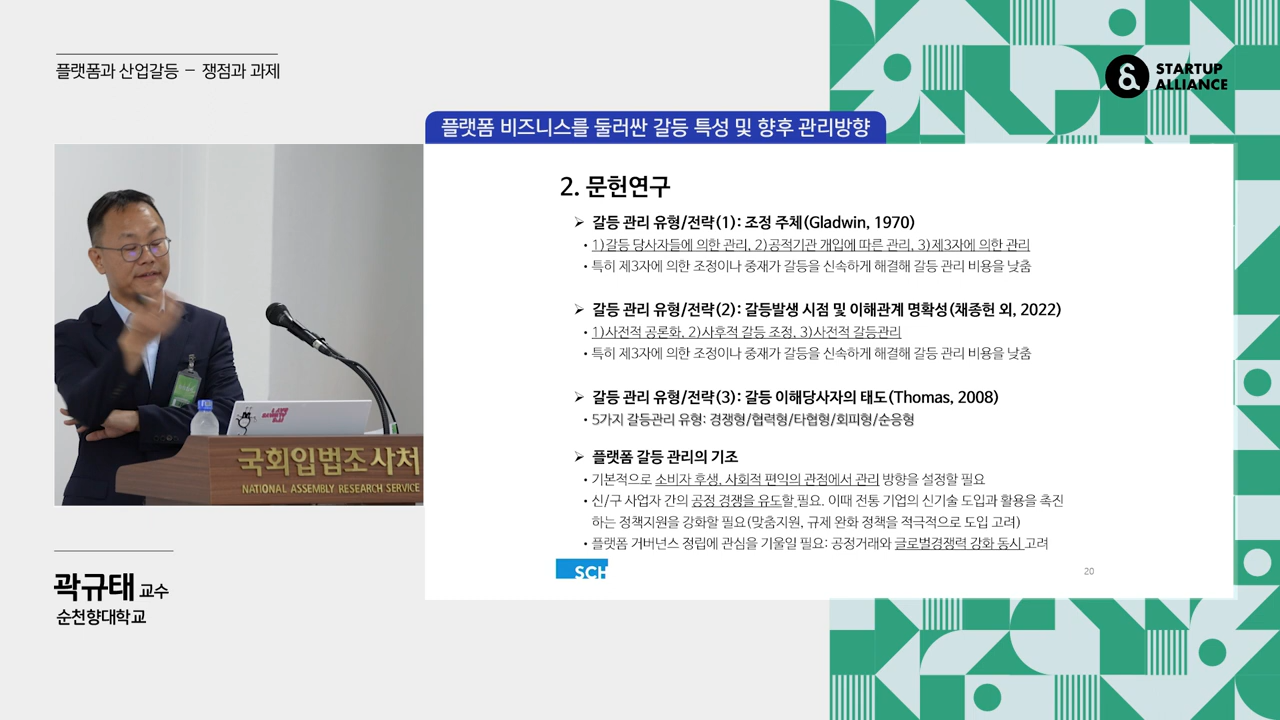 플랫폼과 산업갈등 – 쟁점과 과제
STARTUP
ALLIANCE
플랫폼 비즈니스를 둘러싼 갈등 특성 및 향후 관리방향
2. 문헌연구
➤ 갈등 관리 유형/전략(1): 조정 주체(Gladwin, 1970)
• 1)갈등 당사자들에 의한 관리, 2)공적기관 개입에 따른 관리, 3)제3자에 의한 관리
• 특히 제3자에 의한 조정이나 중재가 갈등을 신속하게 해결해 갈등 관리 비용을 낮춤
➤ 갈등 관리 유형/전략(2): 갈등발생 시점 및 이해관계 명확성(채종헌 외, 2022)
• 1)사전적 공론화, 2)사후적 갈등 조정, 3)사전적 갈등관리
• 특히 제3자에 의한 조정이나 중재가 갈등을 신속하게 해결해 갈등 관리 비용을 낮춤
➤ 갈등 관리 유형/전략(3): 갈등 이해당사자의 태도(Thomas, 2008)
• 5가지 갈등관리 유형: 경쟁형/협력형/타협형/회피형/순응형
➤ 플랫폼 갈등 관리의 기조
• 기본적으로 소비자 후생, 사회적 편익의 관점에서 관리 방향을 설정할 필요
• 신/구 사업자 간의 공정 경쟁을 유도할 필요. 이때 전통 기업의 신기술 도입과 활용을 촉진
하는 정책지원을 강화할 필요(맞춤지원, 규제 완화 정책을 적극적으로 도입 고려)
• 플랫폼 거버넌스 정립에 관심을 기울일 필요: 공정거래와 글로벌경쟁력 강화 동시 고려
SCH
20
국회입법조사처
NATIONAL ASSEMBLY RESEARCH SERVICE
곽규태 교수
순천향대학교